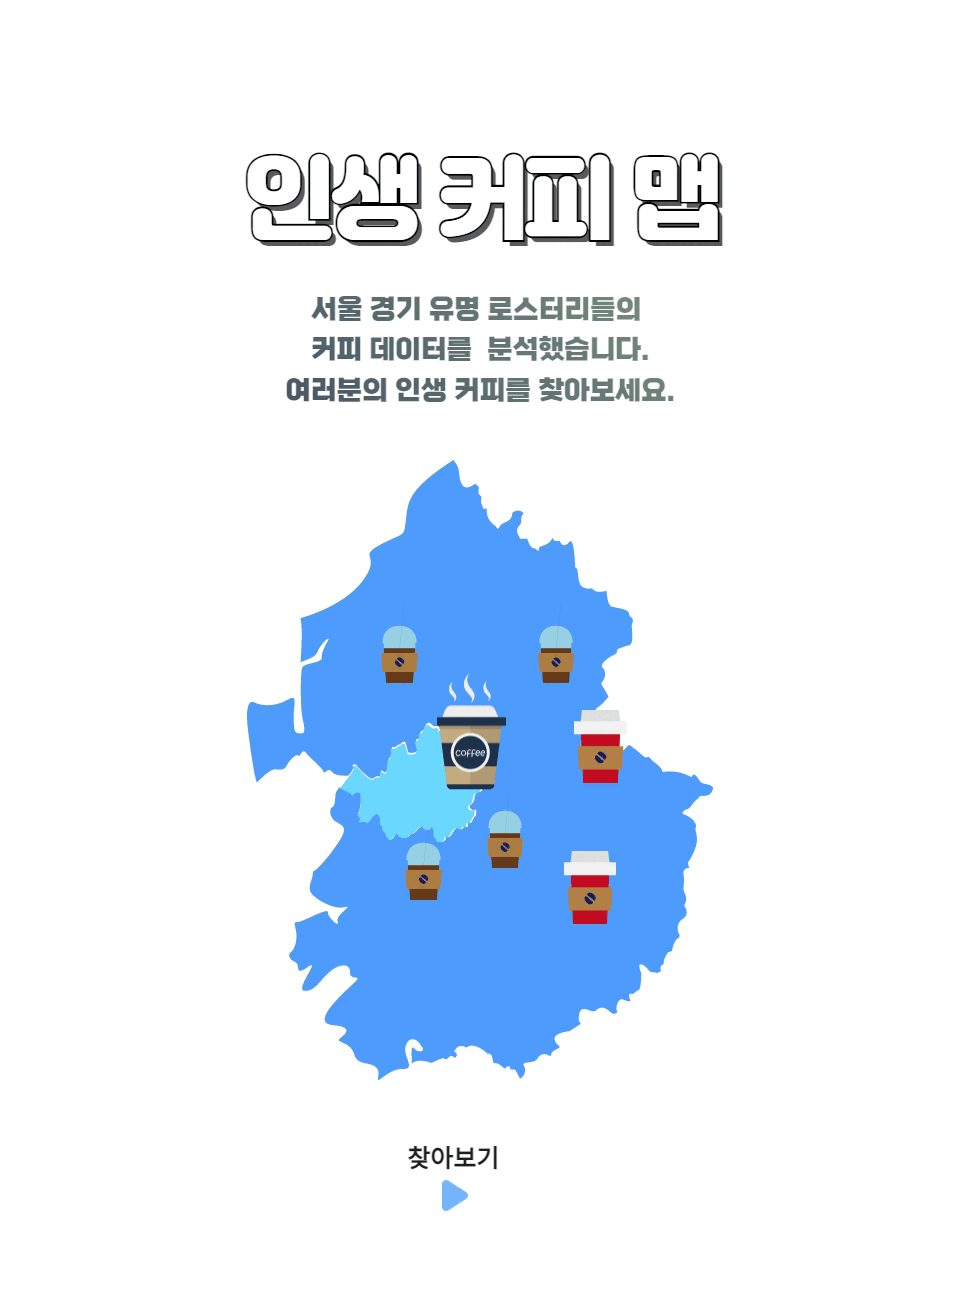 인생 커피 맵
서울 경기 유명 로스터리들의
커피 데이터를 분석했습니다.
여러분의 인생 커피를 찾아보세요.
coffee
찾아보기